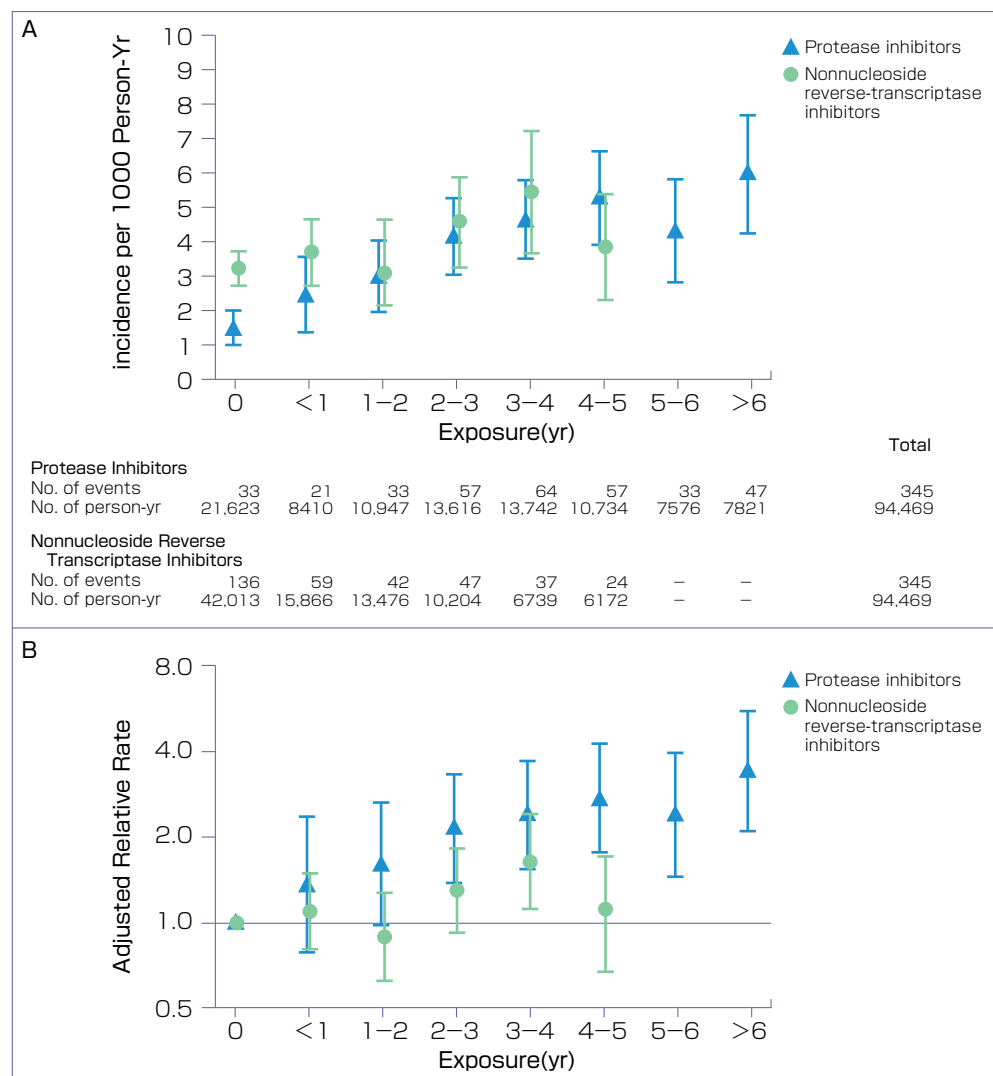 A
incidence per 1000 Person-Yr
10
9
8
7
6
5
4
3
2
1
0
Protease inhibitors
Nonnucleoside
reverse-transcriptase
inhibitors
0 <1 1–2 2–3 3–4 4–5 5–6 >6
Exposure(yr)
Total
Protease Inhibitors
No. of events 33 21 33 57 64 57 33 47 345
No. of person-yr 21,623 8410 10,947 13,616 13,742 10,734 7576 7821 94,469
Nonnucleoside Reverse
Transcriptase Inhibitors
No. of events 136 59 42 47 37 24 – – 345
No. of person-yr 42,013 15,866 13,476 10,204 6739 6172 – – 94,469
B
Adjusted Relative Rate
8.0
4.0
2.0
1.0
0.5
Protease inhibitors
Nonnucleoside
reverse-transcriptase
inhibitors
0 <1 1–2 2–3 3–4 4–5 5–6 >6
Exposure(yr)